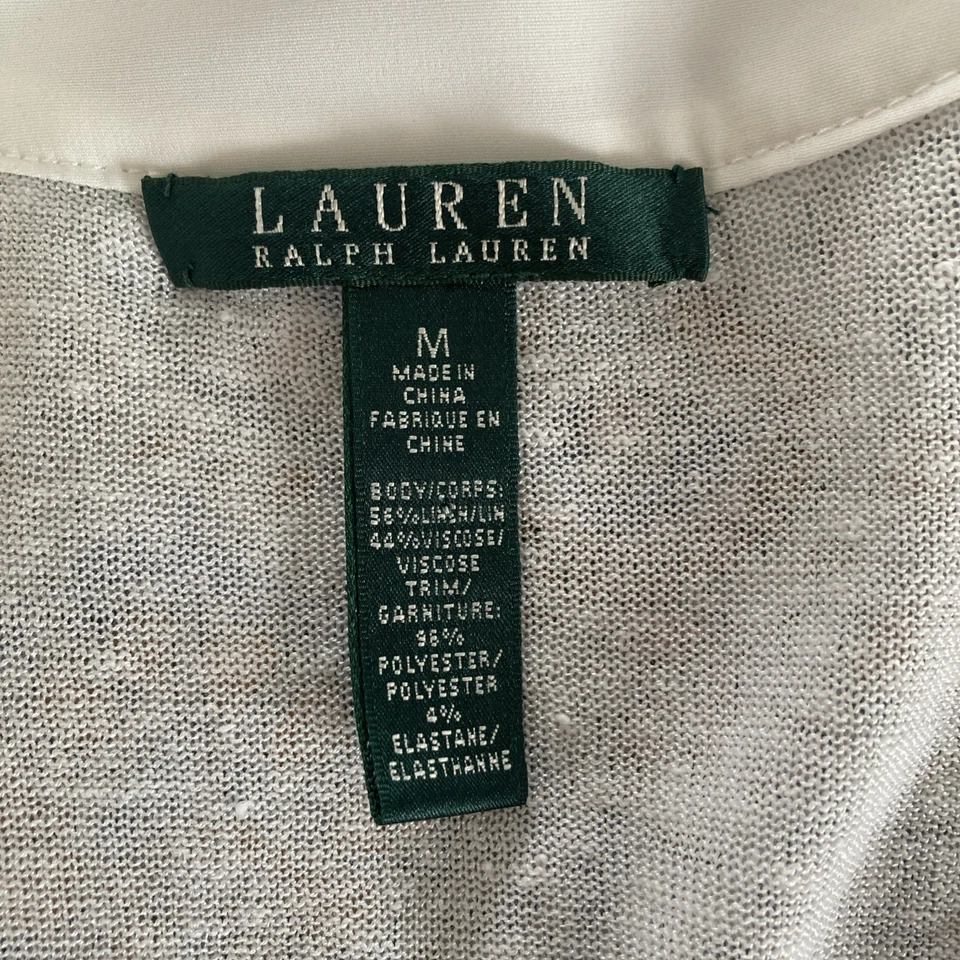 LAUREN
RALPH LAUREN
M
MADE IN
CHINA
FABRIQUE EN
CHINE
BODY/CORPS:
56%LINEN/LIN
44%VISCOSE/
VISCOSE
TRIM/
GARNITURE:
96%
POLYESTER/
POLYESTER
4%
ELASTANE/
ELASTHANNE